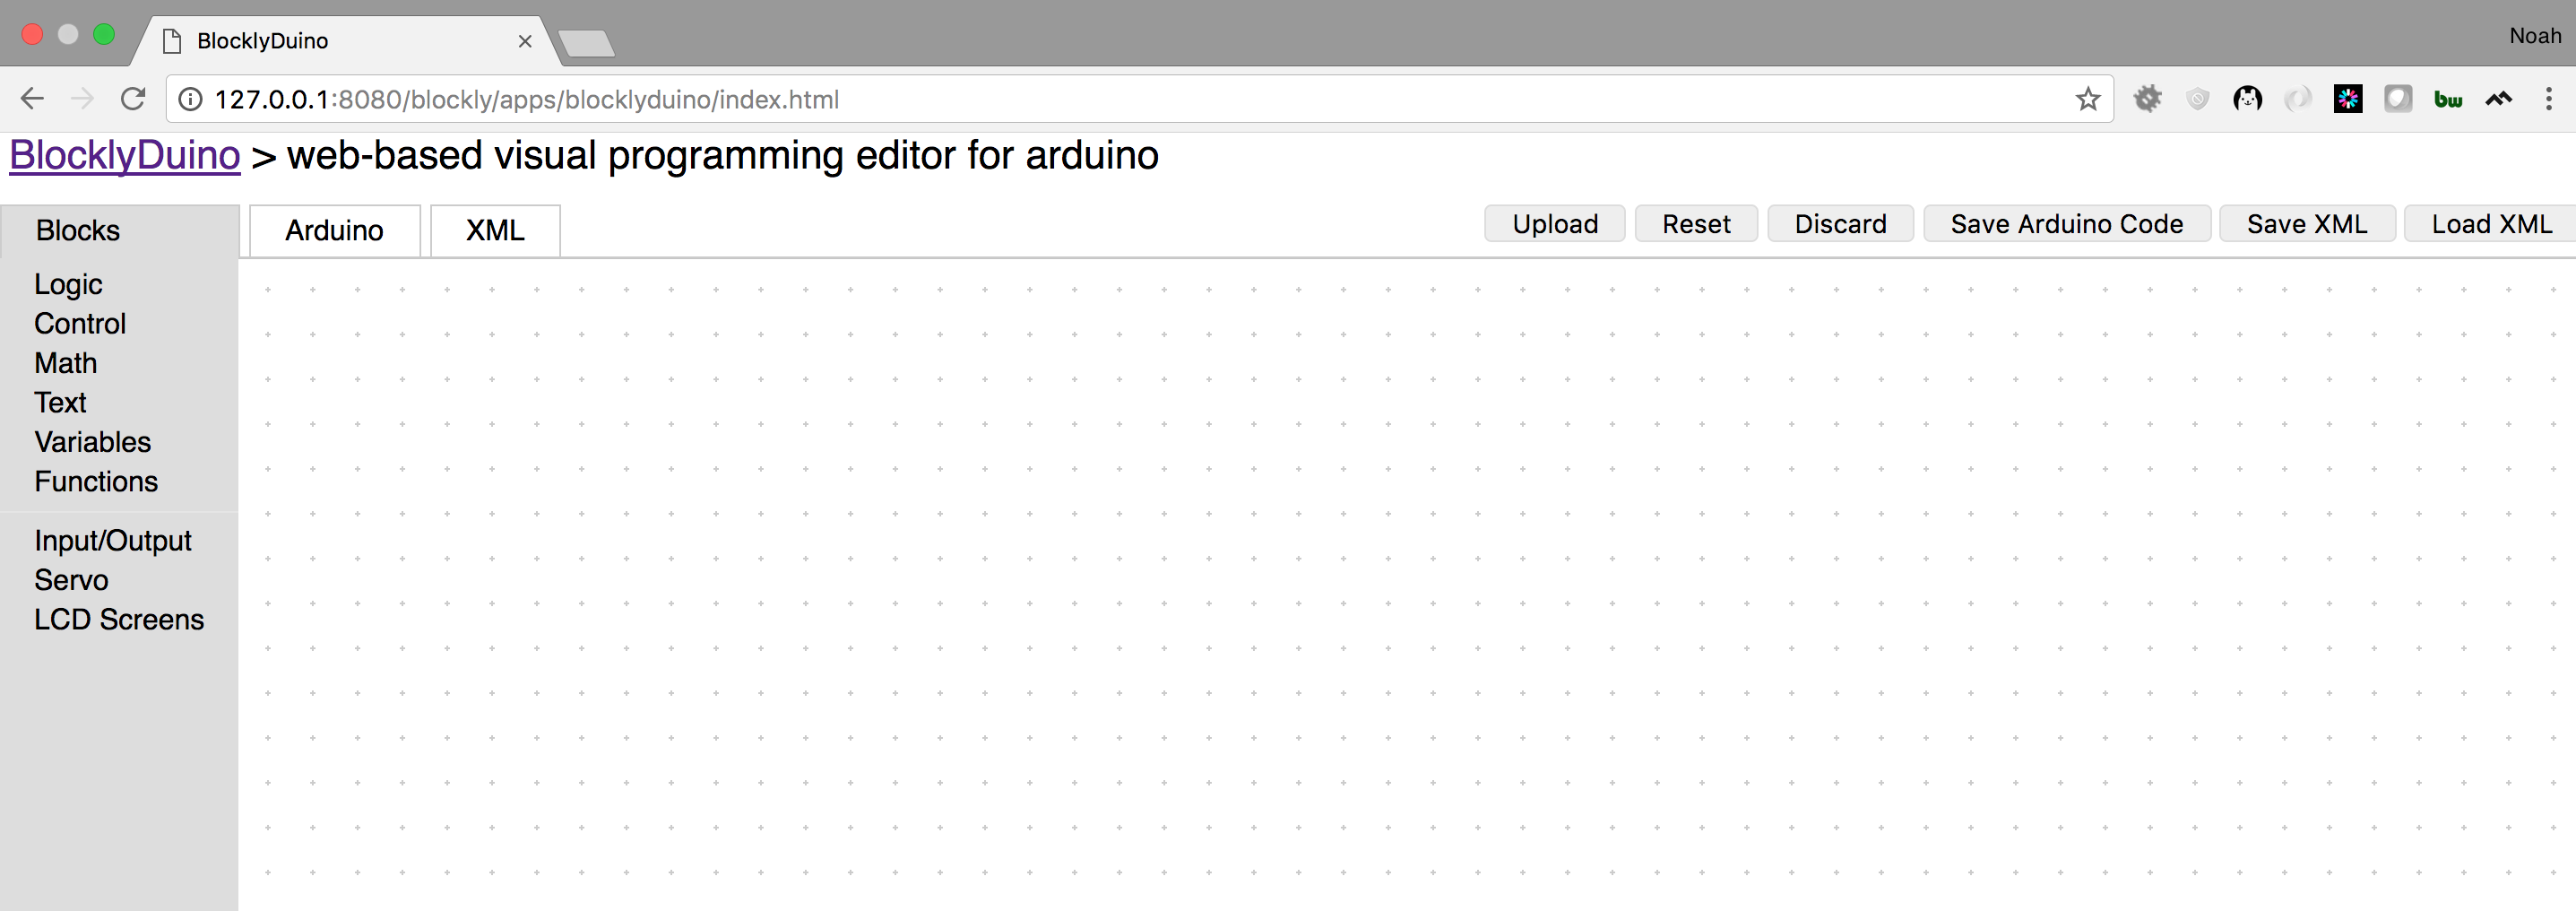 BlocklyDuino
Noah
127.0.0.1:8080/blockly/apps/blocklyduino/index.html
bw
BlocklyDuino > web-based visual programming editor for arduino
Blocks Arduino XML Upload Reset Discard Save Arduino Code Save XML Load XML
Logic
Control
Math
Text
Variables
Functions
Input/Output
Servo
LCD Screens